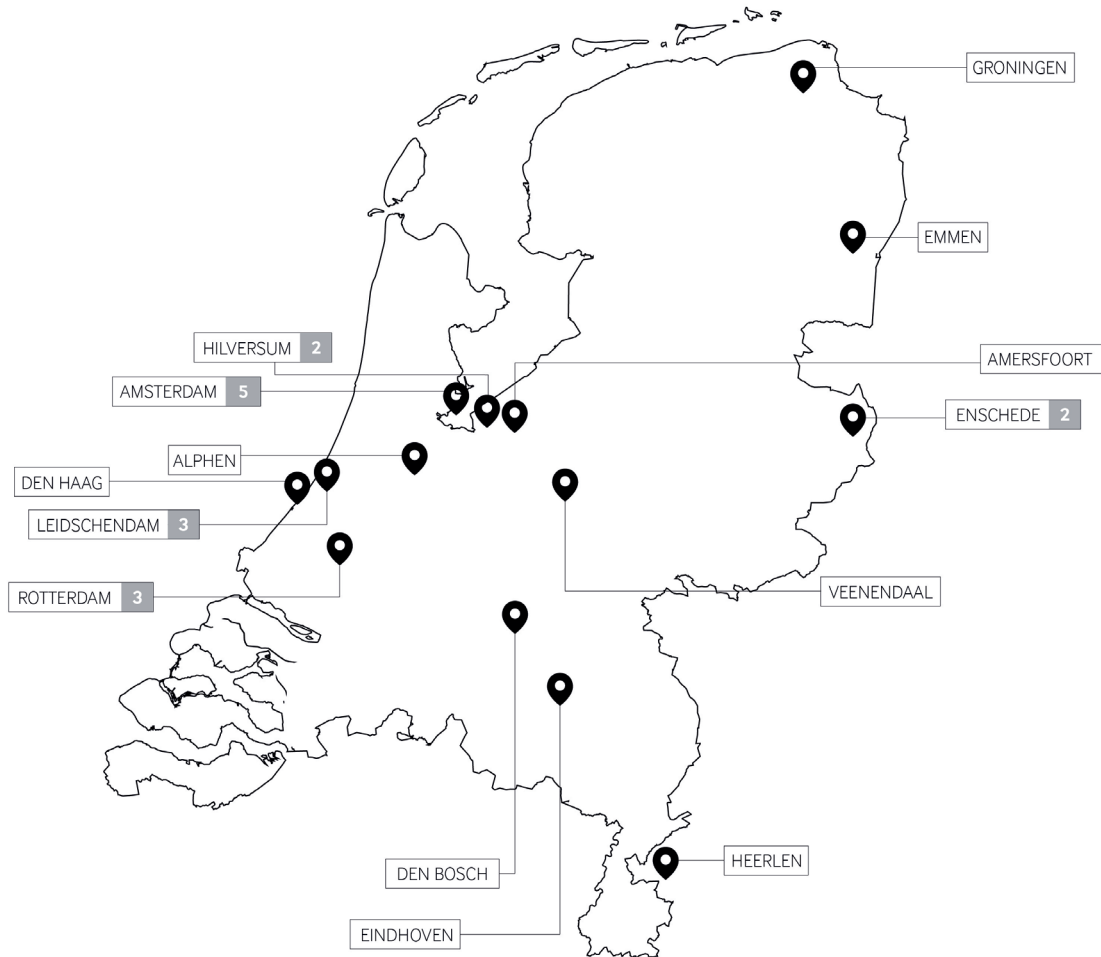 GRONINGEN
EMMEN
HILVERSUM 2
AMERSFOORT
AMSTERDAM 5
ENSCHEDE 2
ALPHEN
DEN HAAG
LEIDSCHENDAM 3
VEENENDAAL
ROTTERDAM 3
HEERLEN
DEN BOSCH
EINDHOVEN